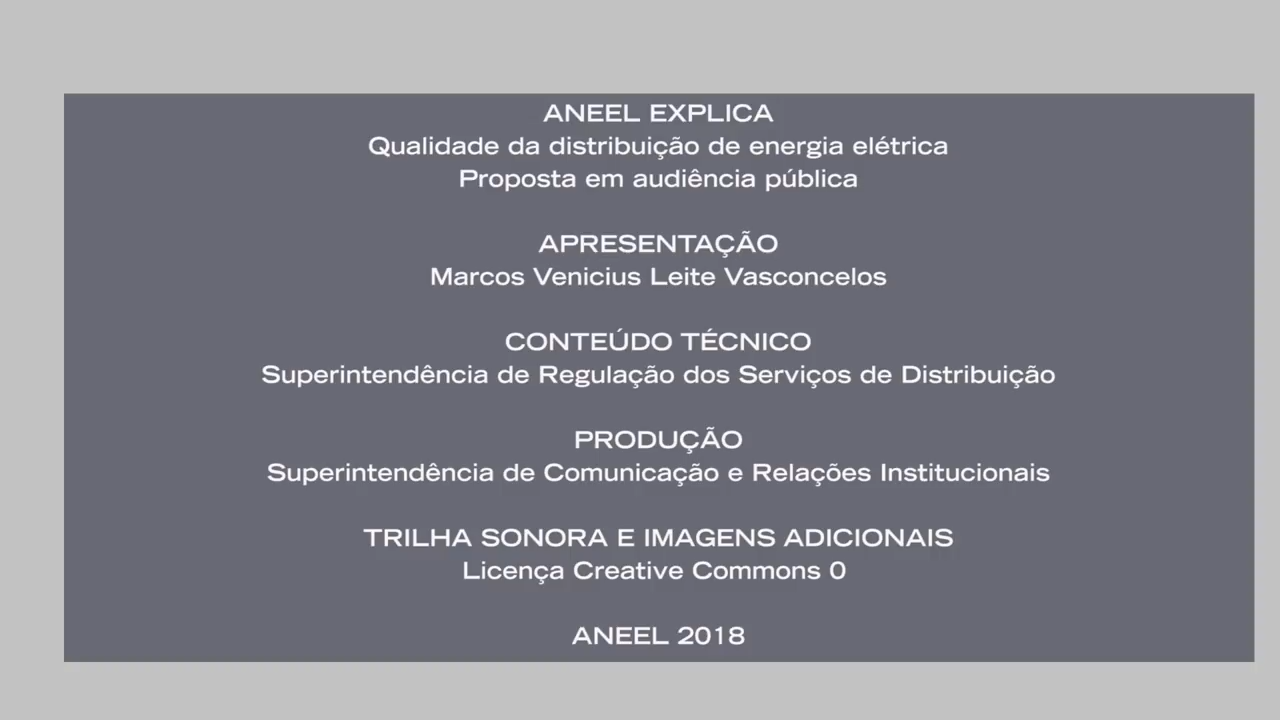 ANEEL EXPLICA
Qualidade da distribuição de energia elétrica
Proposta em audiência pública
APRESENTAÇÃO
Marcos Venicius Leite Vasconcelos
CONTEÚDO TÉCNICO
Superintendência de Regulação dos Serviços de Distribuição
PRODUÇÃO
Superintendência de Comunicação e Relações Institucionais
TRILHA SONORA E IMAGENS ADICIONAIS
Licença Creative Commons 0
ANEEL 2018